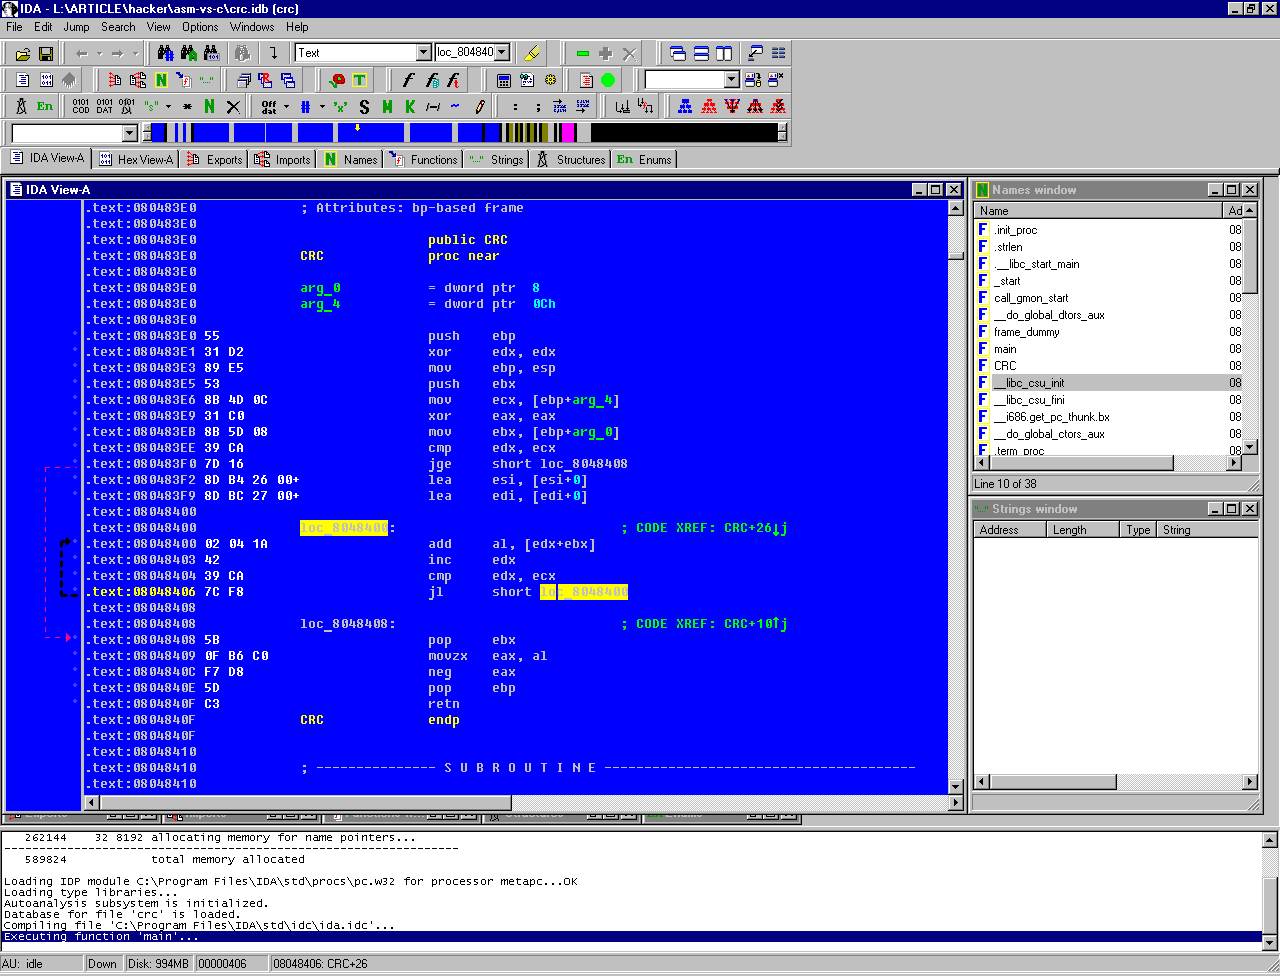 IDA - L:\ARTICLE\hacker\asm-vs-c\crc.idb (crc)
File Edit Jump Search View Options Windows Help
Text loc_804840
En 0101 COD 0101 DAT 0101 "s" * N Off dat # 'x' S M K : ;
IDA View-A Hex View-A Exports Imports Names Functions Strings Structures En Enums
IDA View-A
.text:080483E0 ; Attributes: bp-based frame
.text:080483E0
.text:080483E0 public CRC
.text:080483E0 CRC proc near
.text:080483E0
.text:080483E0 arg_0 = dword ptr 8
.text:080483E0 arg_4 = dword ptr 0Ch
.text:080483E0
.text:080483E0 55 push ebp
.text:080483E1 31 D2 xor edx, edx
.text:080483E3 89 E5 mov ebp, esp
.text:080483E5 53 push ebx
.text:080483E6 8B 4D 0C mov ecx, [ebp+arg_4]
.text:080483E9 31 C0 xor eax, eax
.text:080483EB 8B 5D 08 mov ebx, [ebp+arg_0]
.text:080483EE 39 CA cmp edx, ecx
.text:080483F0 7D 16 jge short loc_8048408
.text:080483F2 8D B4 26 00+ lea esi, [esi+0]
.text:080483F9 8D BC 27 00+ lea edi, [edi+0]
.text:08048400
.text:08048400 loc_8048400: ; CODE XREF: CRC+26↓j
.text:08048400 02 04 1A add al, [edx+ebx]
.text:08048403 42 inc edx
.text:08048404 39 CA cmp edx, ecx
.text:08048406 7C F8 jl short loc_8048400
.text:08048408
.text:08048408 loc_8048408: ; CODE XREF: CRC+10↑j
.text:08048408 5B pop ebx
.text:08048409 0F B6 C0 movzx eax, al
.text:0804840C F7 D8 neg eax
.text:0804840E 5D pop ebp
.text:0804840F C3 retn
.text:0804840F CRC endp
.text:0804840F
.text:08048410
.text:08048410 ; --------------- S U B R O U T I N E ---------------------------------------
.text:08048410
Names window
Name Ad
F .init_proc 08
F .strlen 08
F .__libc_start_main 08
F _start 08
F call_gmon_start 08
F __do_global_dtors_aux 08
F frame_dummy 08
F main 08
F CRC 08
F __libc_csu_init 08
F __libc_csu_fini 08
F __i686.get_pc_thunk.bx 08
F __do_global_ctors_aux 08
F .term_proc 08
Line 10 of 38
Strings window
Address Length Type String
262144 32 8192 allocating memory for name pointers...
-----------------------------------------------------------------
589824 total memory allocated
Loading IDP module C:\Program Files\IDA\std\procs\pc.w32 for processor metapc...OK
Loading type libraries...
Autoanalysis subsystem is initialized.
Database for file 'crc' is loaded.
Compiling file 'C:\Program Files\IDA\std\idc\ida.idc'...
Executing function 'main'...
AU: idle Down Disk: 994MB 00000406 08048406: CRC+26